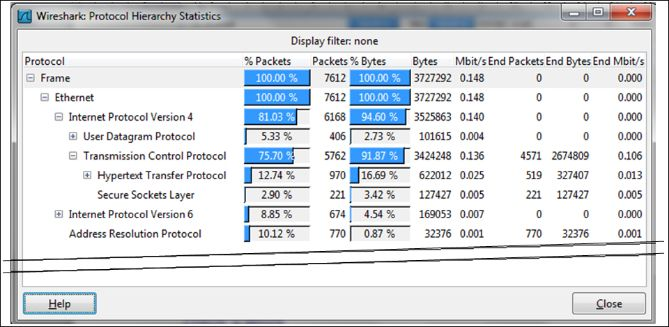 Wireshark: Protocol Hierarchy Statistics
Display filter: none
Protocol % Packets Packets % Bytes Bytes Mbit/s End Packets End Bytes End Mbit/s
Frame 100.00 % 7612 100.00 % 3727292 0.148 0 0 0.000
Ethernet 100.00 % 7612 100.00 % 3727292 0.148 0 0 0.000
Internet Protocol Version 4 81.03 % 6168 94.60 % 3525863 0.140 0 0 0.000
User Datagram Protocol 5.33 % 406 2.73 % 101615 0.004 0 0 0.000
Transmission Control Protocol 75.70 % 5762 91.87 % 3424248 0.136 4571 2674809 0.106
Hypertext Transfer Protocol 12.74 % 970 16.69 % 622012 0.025 519 327407 0.013
Secure Sockets Layer 2.90 % 221 3.42 % 127427 0.005 221 127427 0.005
Internet Protocol Version 6 8.85 % 674 4.54 % 169053 0.007 0 0 0.000
Address Resolution Protocol 10.12 % 770 0.87 % 32376 0.001 770 32376 0.001
Help Close